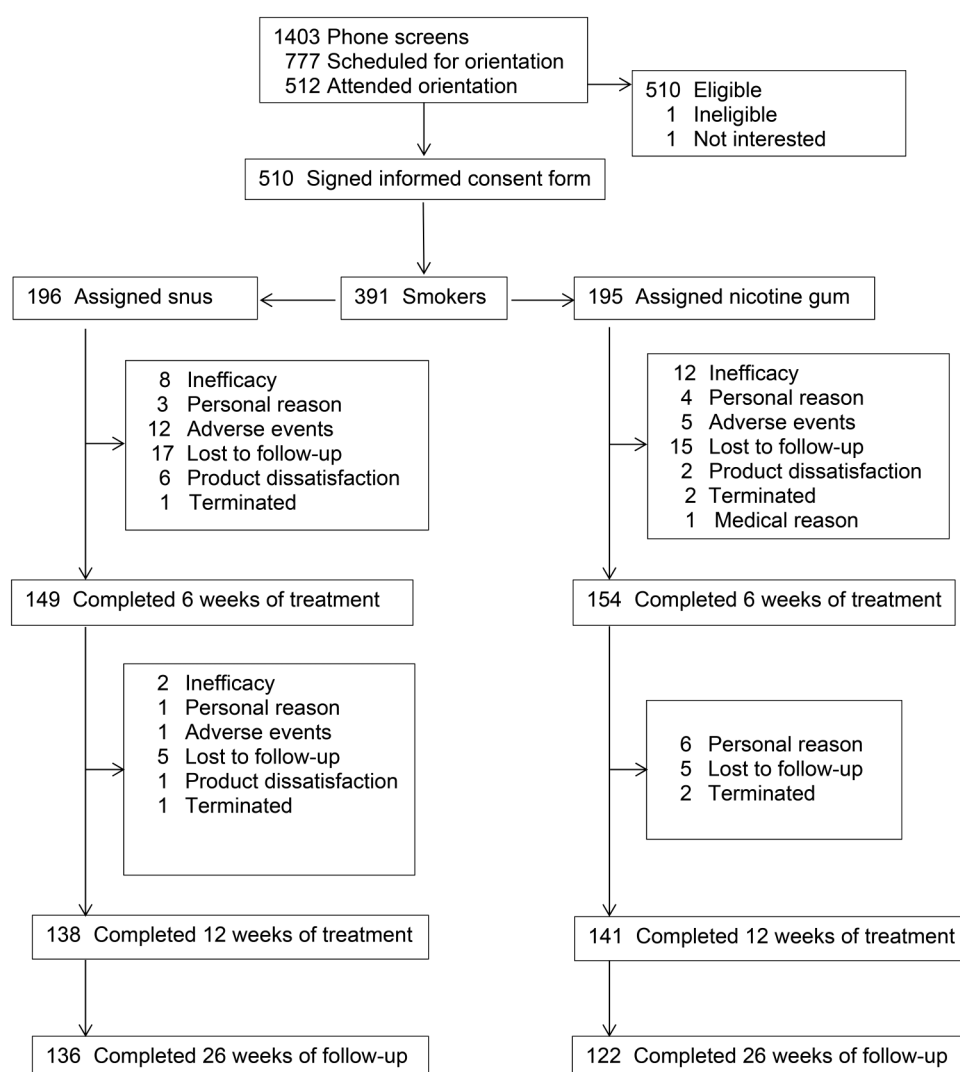 1403 Phone screens
777 Scheduled for orientation
512 Attended orientation
510 Eligible
1 Ineligible
1 Not interested
510 Signed informed consent form
196 Assigned snus
391 Smokers
195 Assigned nicotine gum
8 Inefficacy
3 Personal reason
12 Adverse events
17 Lost to follow-up
6 Product dissatisfaction
1 Terminated
12 Inefficacy
4 Personal reason
5 Adverse events
15 Lost to follow-up
2 Product dissatisfaction
2 Terminated
1 Medical reason
149 Completed 6 weeks of treatment
154 Completed 6 weeks of treatment
2 Inefficacy
1 Personal reason
1 Adverse events
5 Lost to follow-up
1 Product dissatisfaction
1 Terminated
6 Personal reason
5 Lost to follow-up
2 Terminated
138 Completed 12 weeks of treatment
141 Completed 12 weeks of treatment
136 Completed 26 weeks of follow-up
122 Completed 26 weeks of follow-up